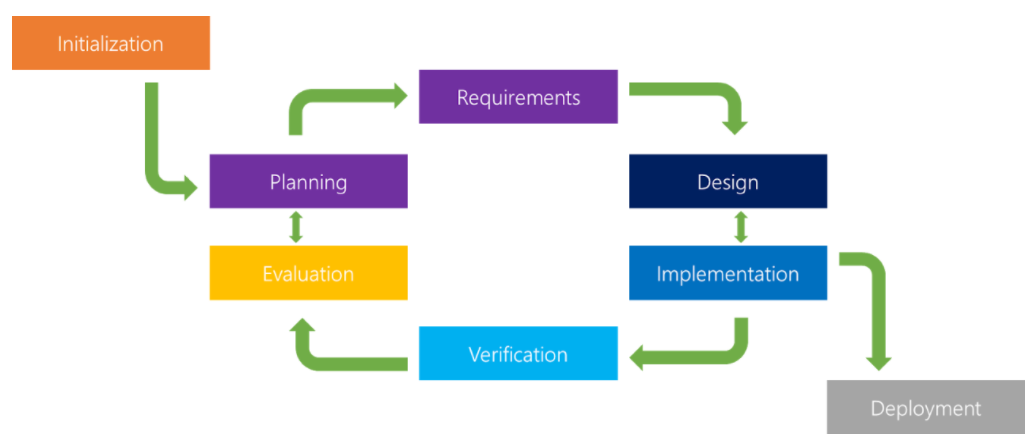 Initialization
Requirements
Planning
Design
Evaluation
Implementation
Verification
Deployment